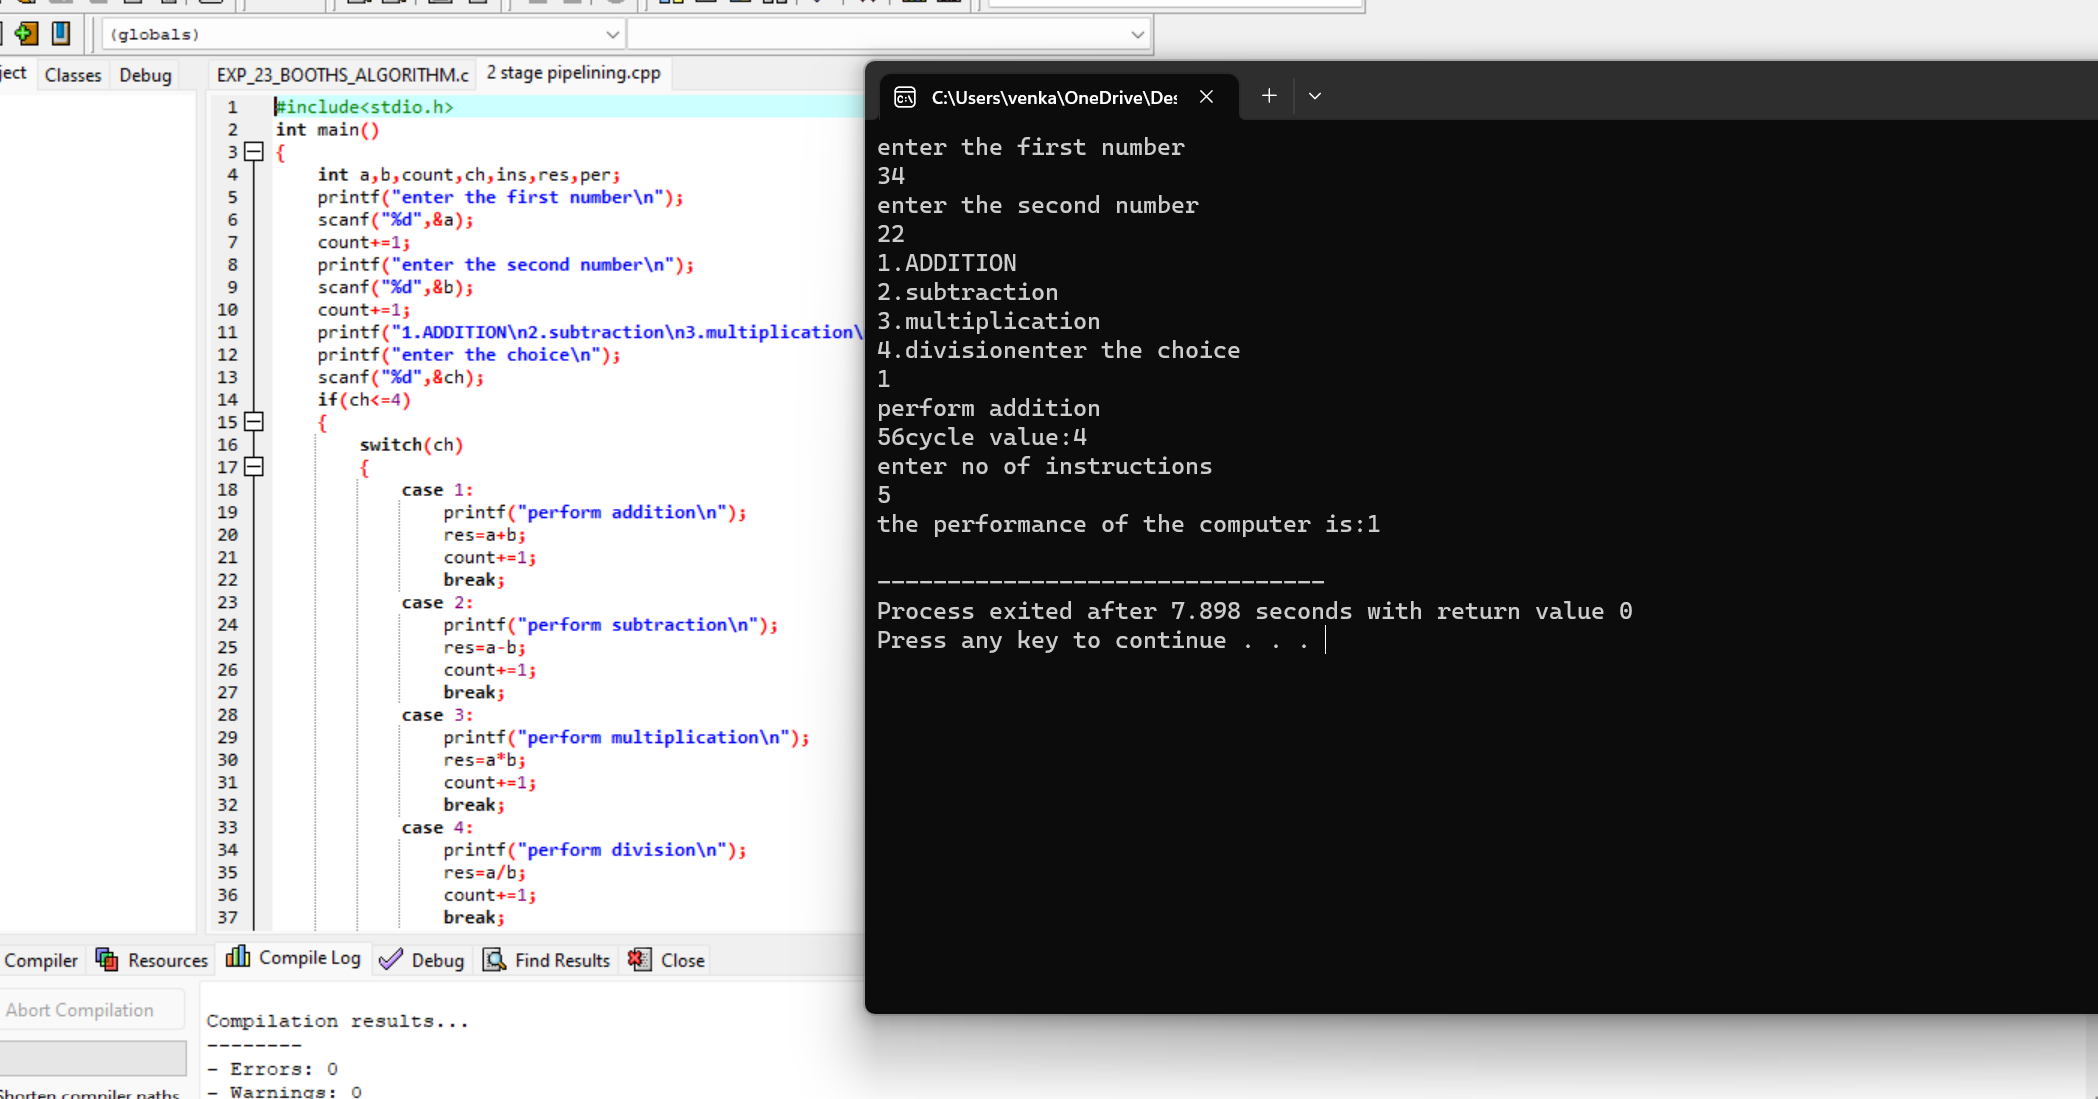 (globals)
Classes Debug
EXP_23_BOOTHS_ALGORITHM.c 2 stage pipelining.cpp
1 #include<stdio.h>
2 int main()
3 {
4 int a,b,count,ch,ins,res,per;
5 printf("enter the first number\n");
6 scanf("%d",&a);
7 count+=1;
8 printf("enter the second number\n");
9 scanf("%d",&b);
10 count+=1;
11 printf("1.ADDITION\n2.subtraction\n3.multiplication\
12 printf("enter the choice\n");
13 scanf("%d",&ch);
14 if(ch<=4)
15 {
16 switch(ch)
17 {
18 case 1:
19 printf("perform addition\n");
20 res=a+b;
21 count+=1;
22 break;
23 case 2:
24 printf("perform subtraction\n");
25 res=a-b;
26 count+=1;
27 break;
28 case 3:
29 printf("perform multiplication\n");
30 res=a*b;
31 count+=1;
32 break;
33 case 4:
34 printf("perform division\n");
35 res=a/b;
36 count+=1;
37 break;
C:\Users\venka\OneDrive\Des
enter the first number
34
enter the second number
22
1.ADDITION
2.subtraction
3.multiplication
4.divisionenter the choice
1
perform addition
56cycle value:4
enter no of instructions
5
the performance of the computer is:1
--------------------------------
Process exited after 7.898 seconds with return value 0
Press any key to continue . . .
Compiler Resources Compile Log Debug Find Results Close
Abort Compilation
Compilation results...
--------
- Errors: 0
- Warnings: 0
Shorten compiler paths